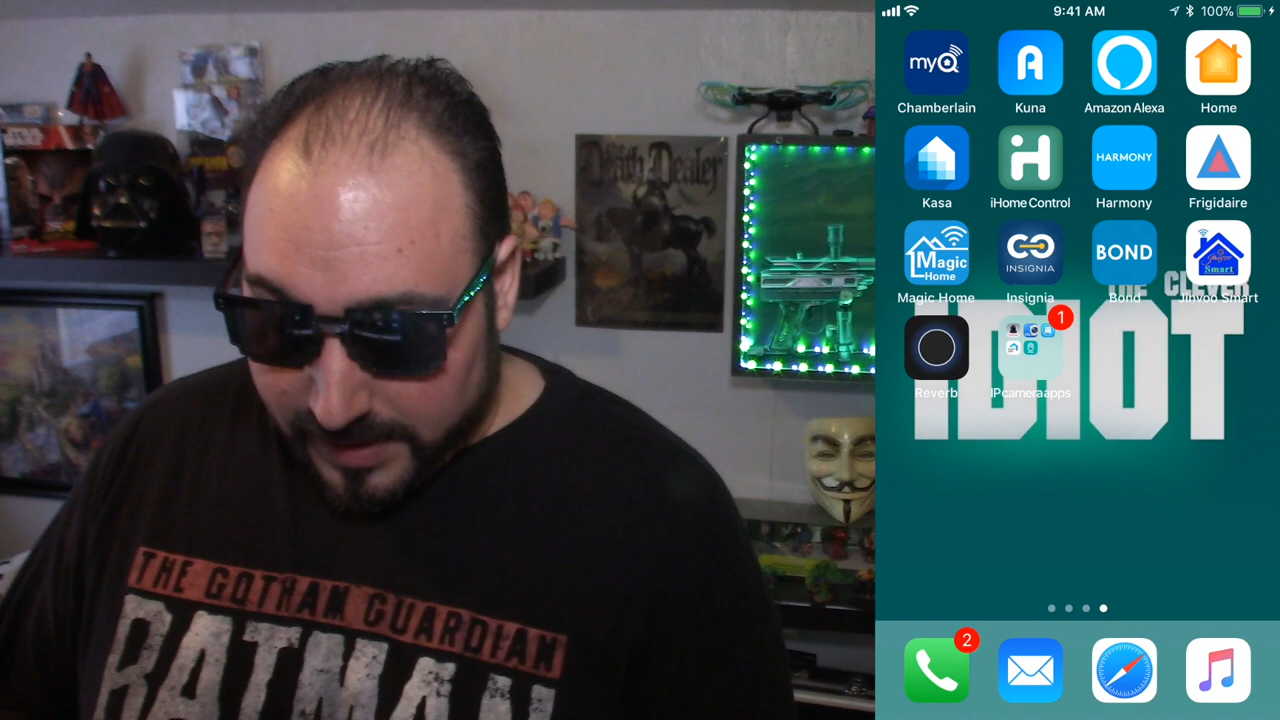 9:41 AM
100%
myQ
Chamberlain
Kuna
Amazon Alexa
Home
Kasa
iHome Control
HARMONY
Harmony
Frigidaire
Magic
HOME
Magic Home
INSIGNIA
Insignia
BOND
Bond
Smart
Jinvoo Smart
THE CLEVER
IDIOT
Reverb
1
IPcameraapps
2
Death Dealer
THE GOTHAM GUARDIAN
BATMAN